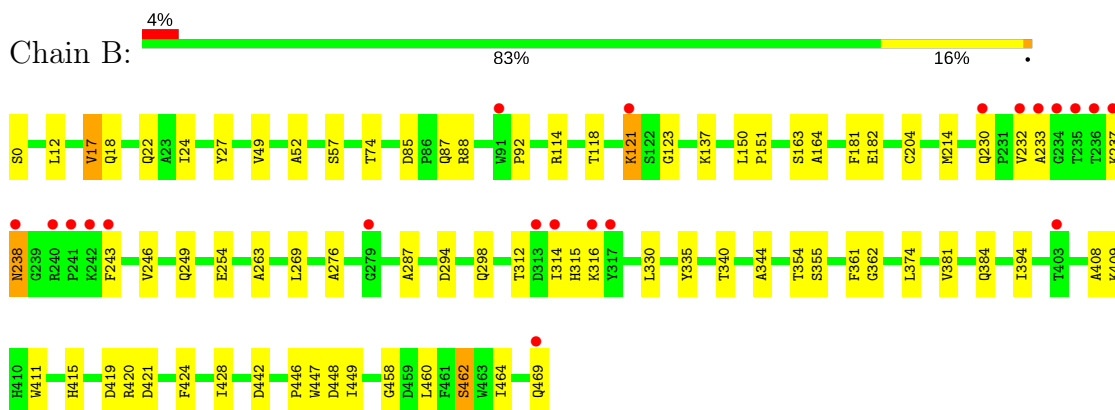 4%
Chain B:
83%
16%
•
S0 L12 V17 Q18 Q22 A23 I24 Y27 V49 A52 S57 T74 D85 P86 Q87 R88 W91 P92 R114 T118 K121 S122 G123 K137 L150 P151 S163 A164 F181 E182 C204 M214 Q230 P231 V232 A233 G234 T235 T236 K237
N238 G239 R240 P241 K242 F243 V246 Q249 E254 A263 L269 A276 G279 A287 D294 Q298 T312 D313 I314 H315 K316 Y317 L330 Y335 T340 A344 T354 S355 F361 G362 L374 V381 Q384 I394 T403 A408 K409
H410 W411 H415 D419 R420 D421 F424 I428 D442 P446 W447 D448 I449 G458 D459 L460 F461 S462 W463 I464 Q469